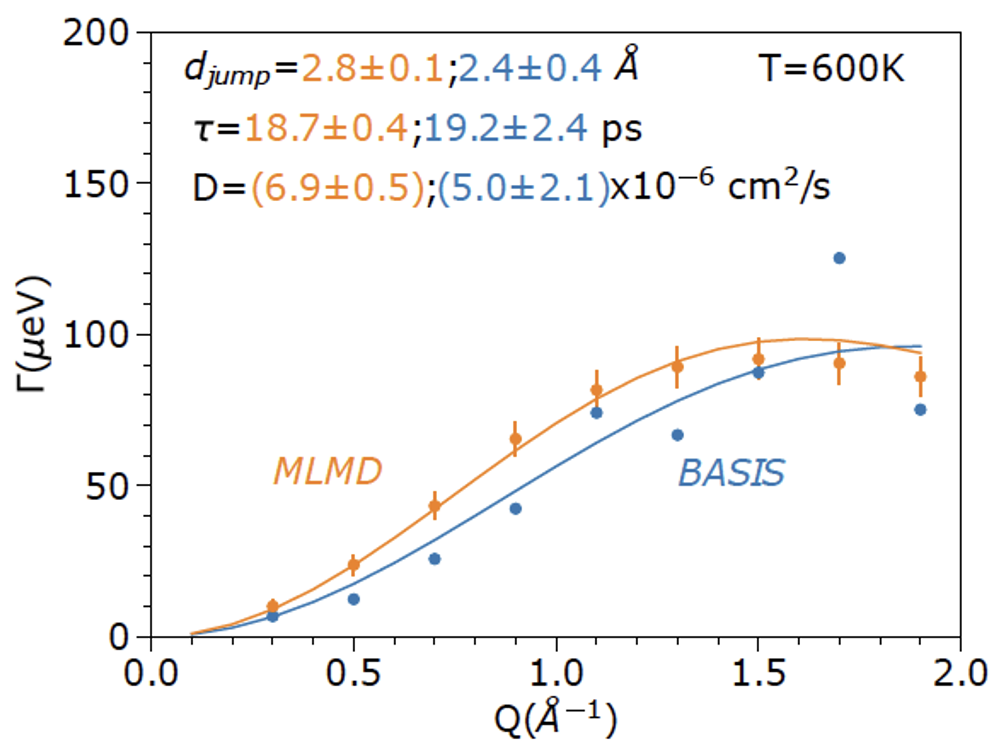 200
150
100
50
0
Γ(μeV)
d_jump=2.8±0.1;2.4±0.4 Å
T=600K
τ=18.7±0.4;19.2±2.4 ps
D=(6.9±0.5);(5.0±2.1)x10⁻⁶ cm²/s
MLMD
BASIS
0.0 0.5 1.0 1.5 2.0
Q(Å⁻¹)